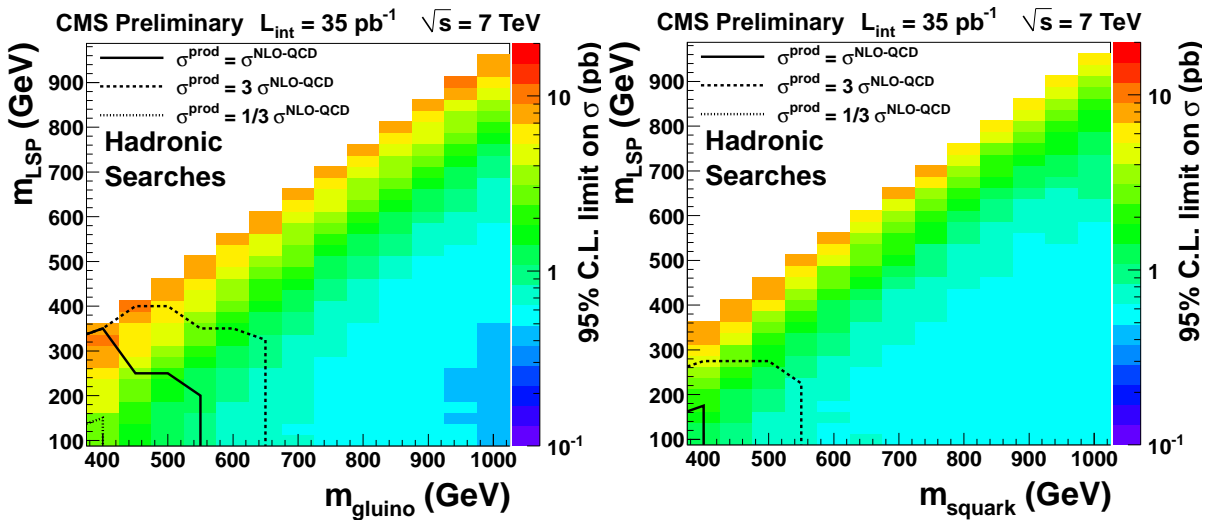 CMS Preliminary L_int = 35 pb^-1 √s = 7 TeV
σ^prod = σ^NLO-QCD
σ^prod = 3 σ^NLO-QCD
σ^prod = 1/3 σ^NLO-QCD
Hadronic
Searches
m_LSP (GeV)
900
800
700
600
500
400
300
200
100
400 500 600 700 800 900 1000
m_gluino (GeV)
10
1
10^-1
95% C.L. limit on σ (pb)
CMS Preliminary L_int = 35 pb^-1 √s = 7 TeV
σ^prod = σ^NLO-QCD
σ^prod = 3 σ^NLO-QCD
σ^prod = 1/3 σ^NLO-QCD
Hadronic
Searches
m_LSP (GeV)
900
800
700
600
500
400
300
200
100
400 500 600 700 800 900 1000
m_squark (GeV)
10
1
10^-1
95% C.L. limit on σ (pb)